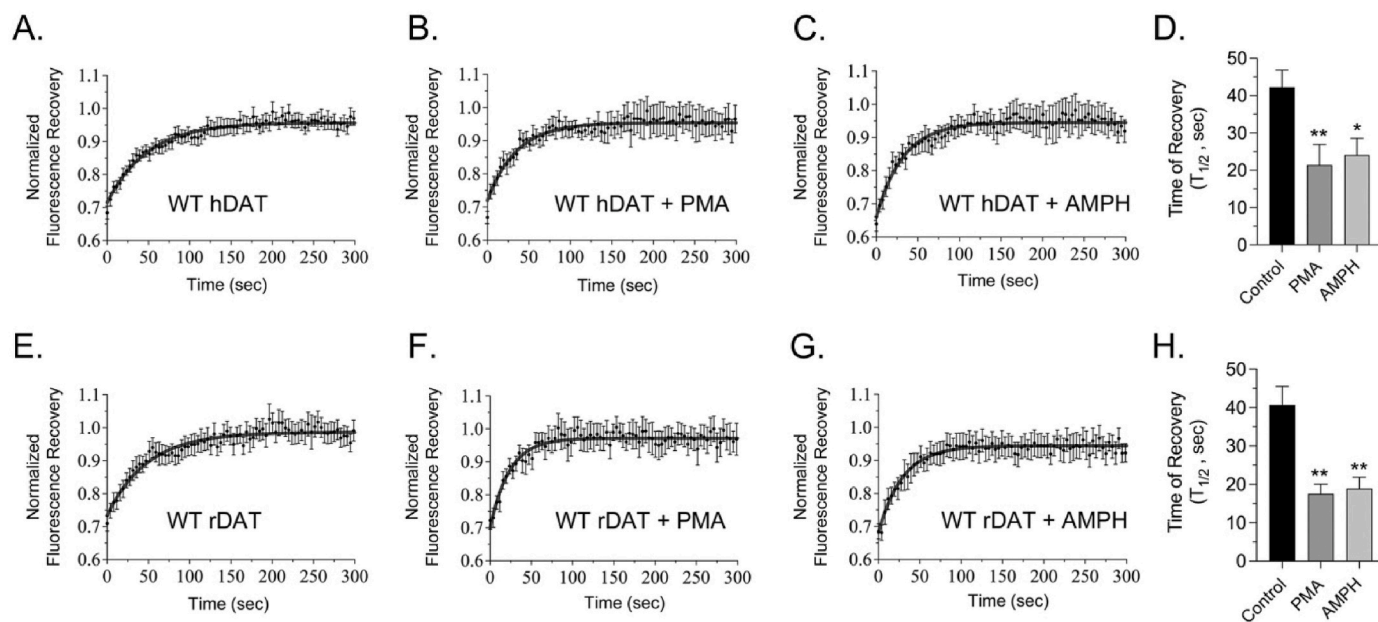 A.
Normalized
Fluorescence Recovery
1.1
1.0
0.9
0.8
0.7
0.6
WT hDAT
0 50 100 150 200 250 300
Time (sec)
B.
Normalized
Fluorescence Recovery
1.1
1.0
0.9
0.8
0.7
0.6
WT hDAT + PMA
0 50 100 150 200 250 300
Time (sec)
C.
Normalized
Fluorescence Recovery
1.1
1.0
0.9
0.8
0.7
0.6
WT hDAT + AMPH
0 50 100 150 200 250 300
Time (sec)
D.
Time of Recovery
(T1/2 , sec)
50
40
30
20
10
0
** *
Control PMA AMPH
E.
Normalized
Fluorescence Recovery
1.1
1.0
0.9
0.8
0.7
0.6
WT rDAT
0 50 100 150 200 250 300
Time (sec)
F.
Normalized
Fluorescence Recovery
1.1
1.0
0.9
0.8
0.7
0.6
WT rDAT + PMA
0 50 100 150 200 250 300
Time (sec)
G.
Normalized
Fluorescence Recovery
1.1
1.0
0.9
0.8
0.7
0.6
WT rDAT + AMPH
0 50 100 150 200 250 300
Time (sec)
H.
Time of Recovery
(T1/2 , sec)
50
40
30
20
10
0
** **
Control PMA AMPH